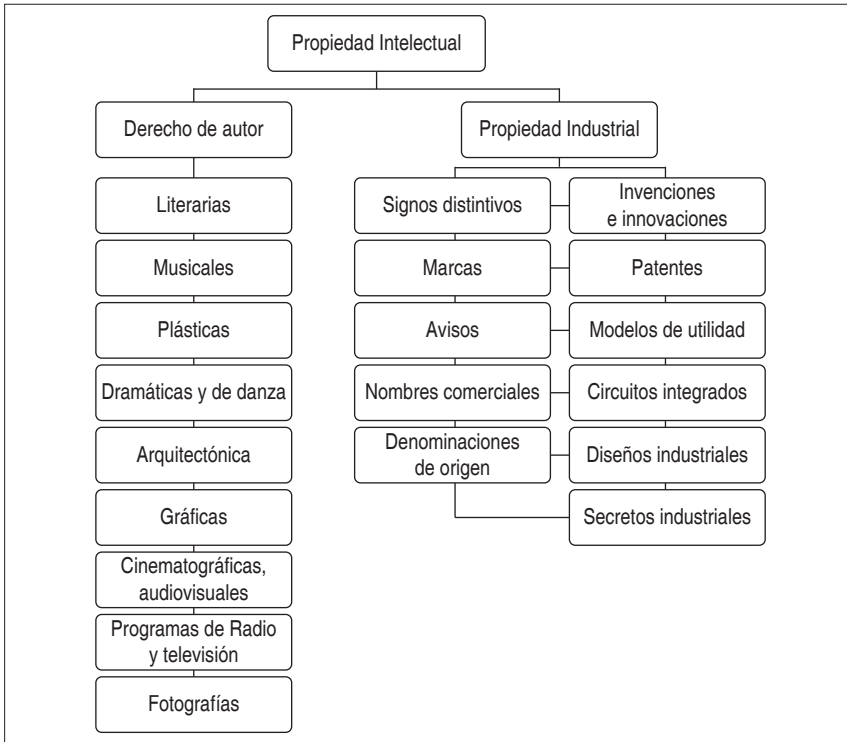 Propiedad Intelectual
Derecho de autor
Propiedad Industrial
Literarias
Signos distintivos
Invenciones
e innovaciones
Musicales
Marcas
Patentes
Plásticas
Avisos
Modelos de utilidad
Dramáticas y de danza
Nombres comerciales
Circuitos integrados
Arquitectónica
Denominaciones
de origen
Diseños industriales
Gráficas
Secretos industriales
Cinematográficas,
audiovisuales
Programas de Radio
y televisión
Fotografías